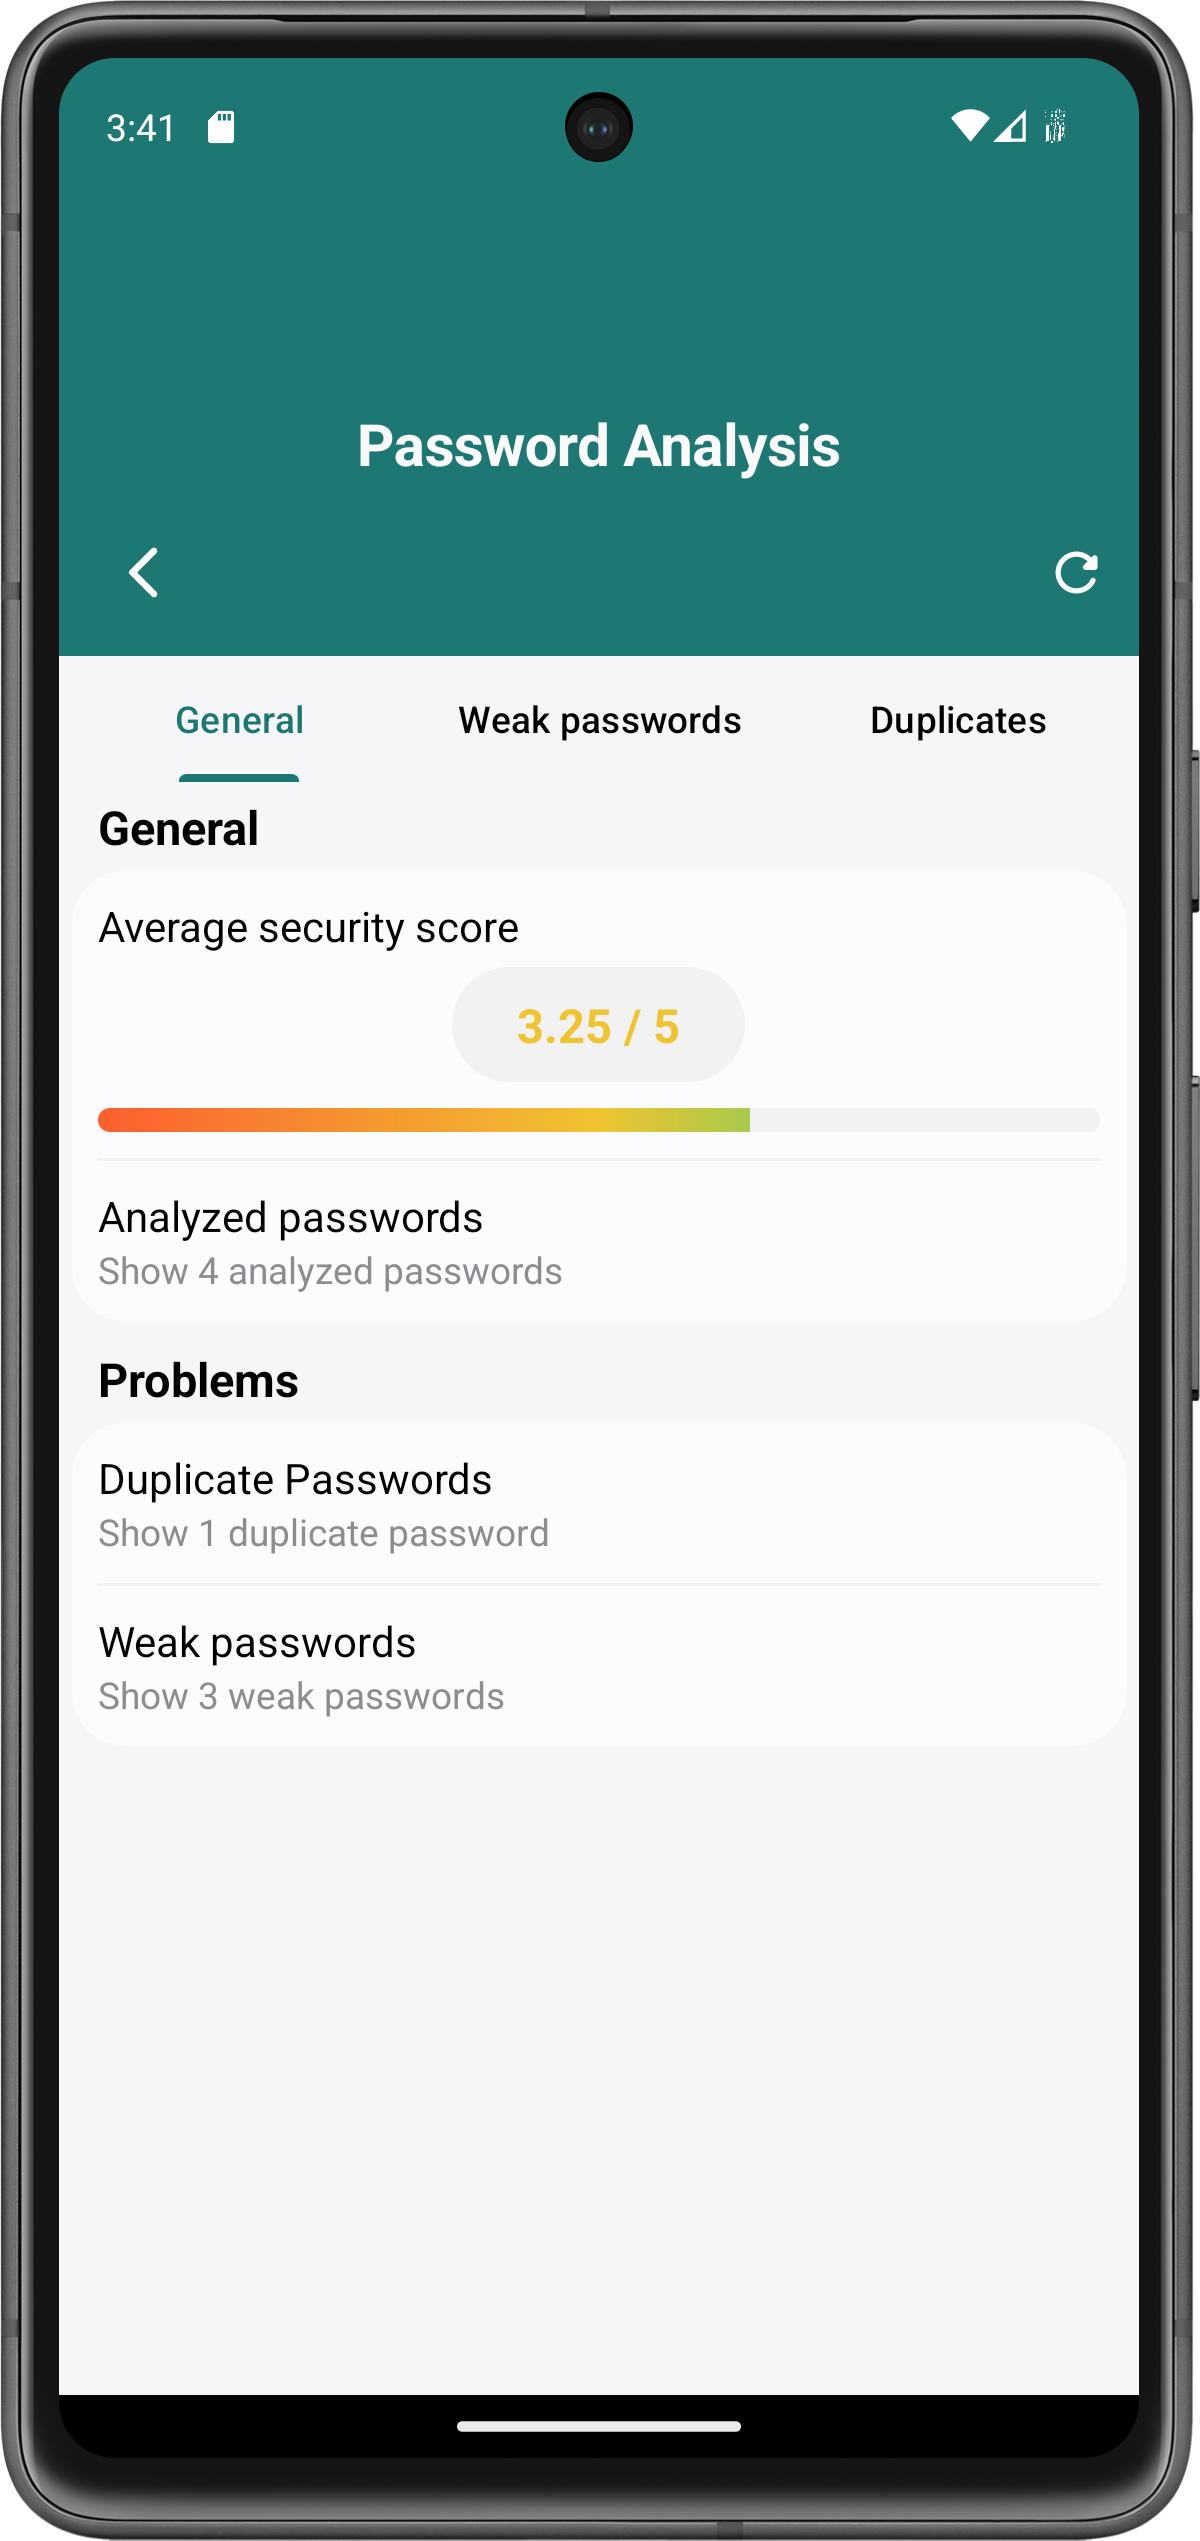 3:41
Password Analysis
General Weak passwords Duplicates
General
Average security score
3.25 / 5
Analyzed passwords
Show 4 analyzed passwords
Problems
Duplicate Passwords
Show 1 duplicate password
Weak passwords
Show 3 weak passwords